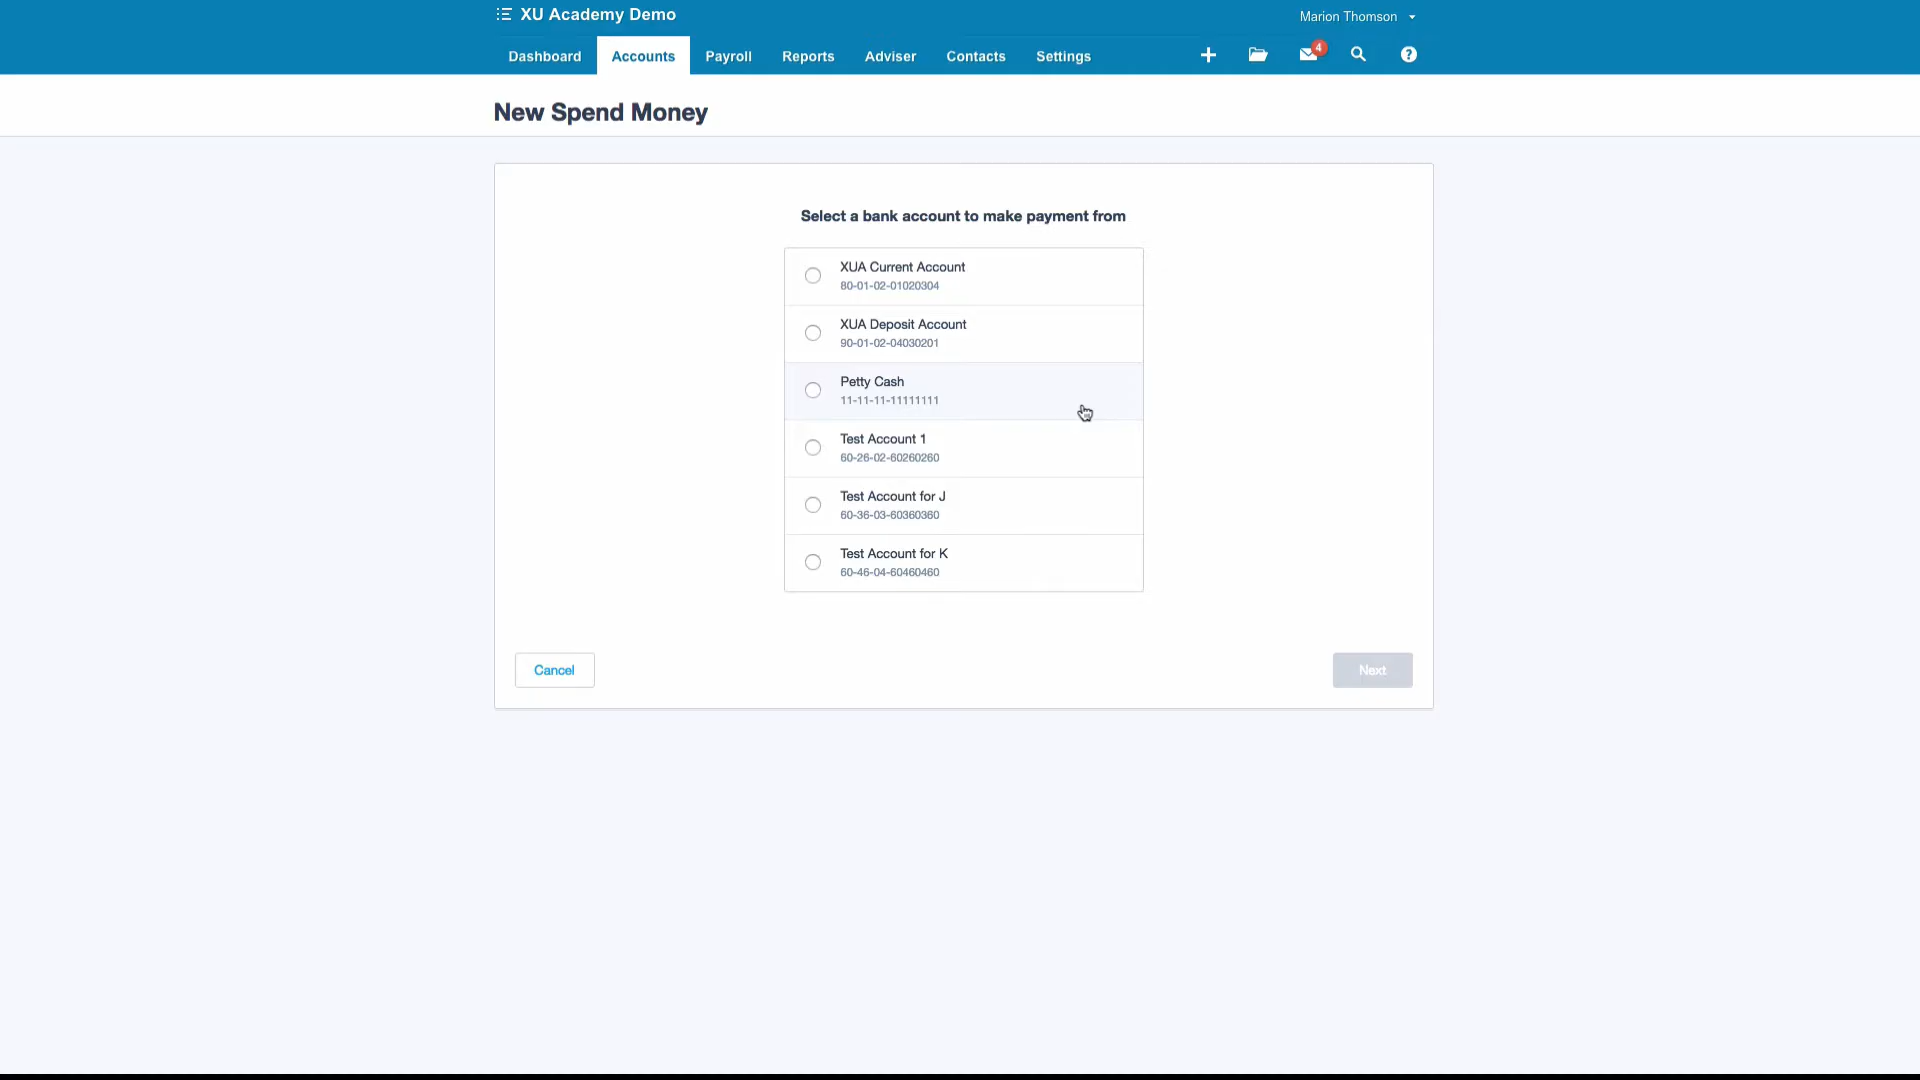 XU Academy Demo
Marion Thomson
Dashboard Accounts Payroll Reports Adviser Contacts Settings
4
?
New Spend Money
Select a bank account to make payment from
XUA Current Account
80-01-02-01020304
XUA Deposit Account
90-01-02-04030201
Petty Cash
11-11-11-11111111
Test Account 1
60-26-02-60260260
Test Account for J
60-36-03-60360360
Test Account for K
60-46-04-60460460
Cancel
Next